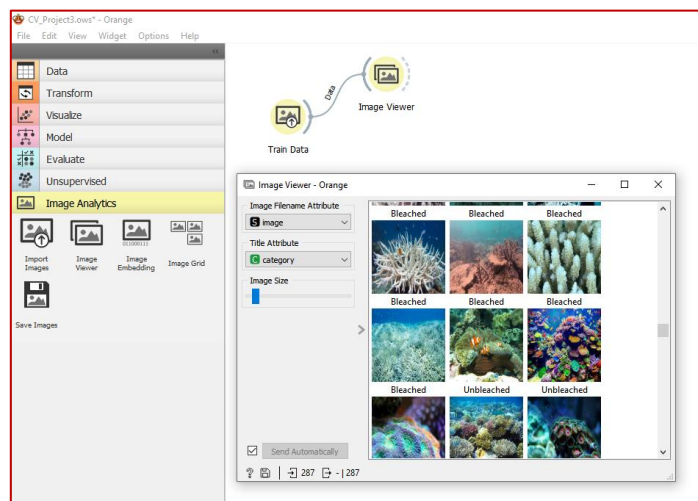 CV_Project3.ows* - Orange
File Edit View Widget Options Help
Data
Transform
Visualize
Model
Evaluate
Unsupervised
Image Analytics
Import Images
Image Viewer
Image Embedding
Image Grid
Save Images
Data
Image Viewer
Train Data
Image Viewer - Orange
Image Filename Attribute
S image
Title Attribute
C category
Image Size
Send Automatically
? 287 - | 287
Bleached Bleached Bleached
Bleached Bleached Bleached
Bleached Unbleached Unbleached